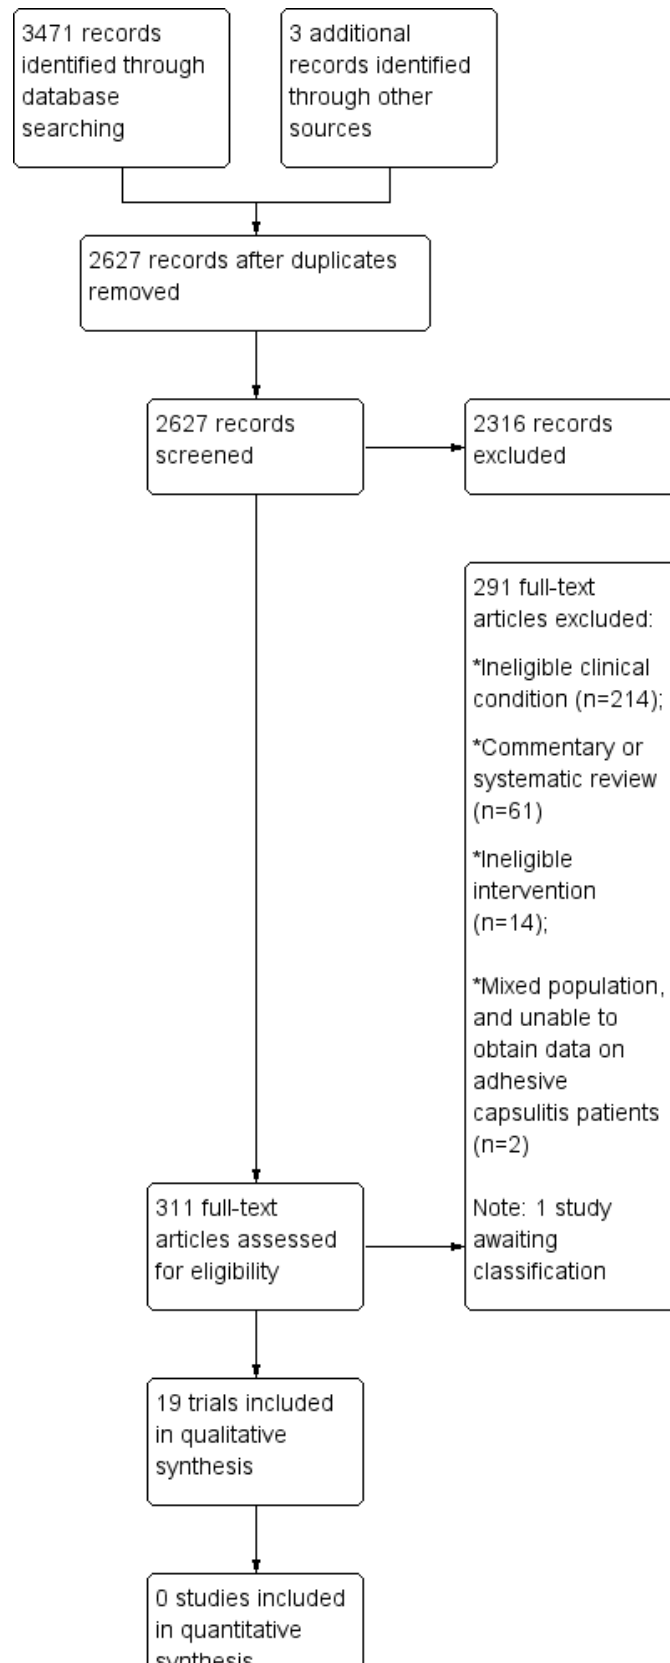 3471 records
identified through
database
searching
3 additional
records identified
through other
sources
2627 records after duplicates
removed
2627 records
screened
2316 records
excluded
291 full-text
articles excluded:
*Ineligible clinical
condition (n=214);
*Commentary or
systematic review
(n=61)
*Ineligible
intervention
(n=14);
*Mixed population,
and unable to
obtain data on
adhesive
capsulitis patients
(n=2)
Note: 1 study
awaiting
classification
311 full-text
articles assessed
for eligibility
19 trials included
in qualitative
synthesis
0 studies included
in quantitative
synthesis